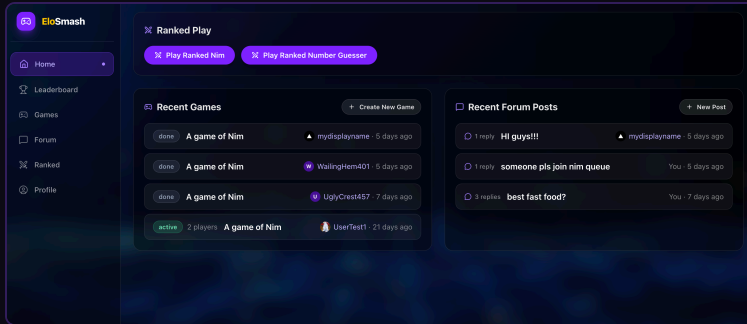 EloSmash
Home
Leaderboard
Games
Forum
Ranked
Profile
Ranked Play
Play Ranked Nim
Play Ranked Number Guesser
Recent Games
+ Create New Game
done A game of Nim mydisplayname · 5 days ago
done A game of Nim W WailingHem401 · 5 days ago
done A game of Nim U UglyCrest457 · 7 days ago
active 2 players A game of Nim UserTest1 · 21 days ago
Recent Forum Posts
+ New Post
1 reply HI guys!!! mydisplayname · 5 days ago
1 reply someone pls join nim queue You · 5 days ago
3 replies best fast food? You · 7 days ago